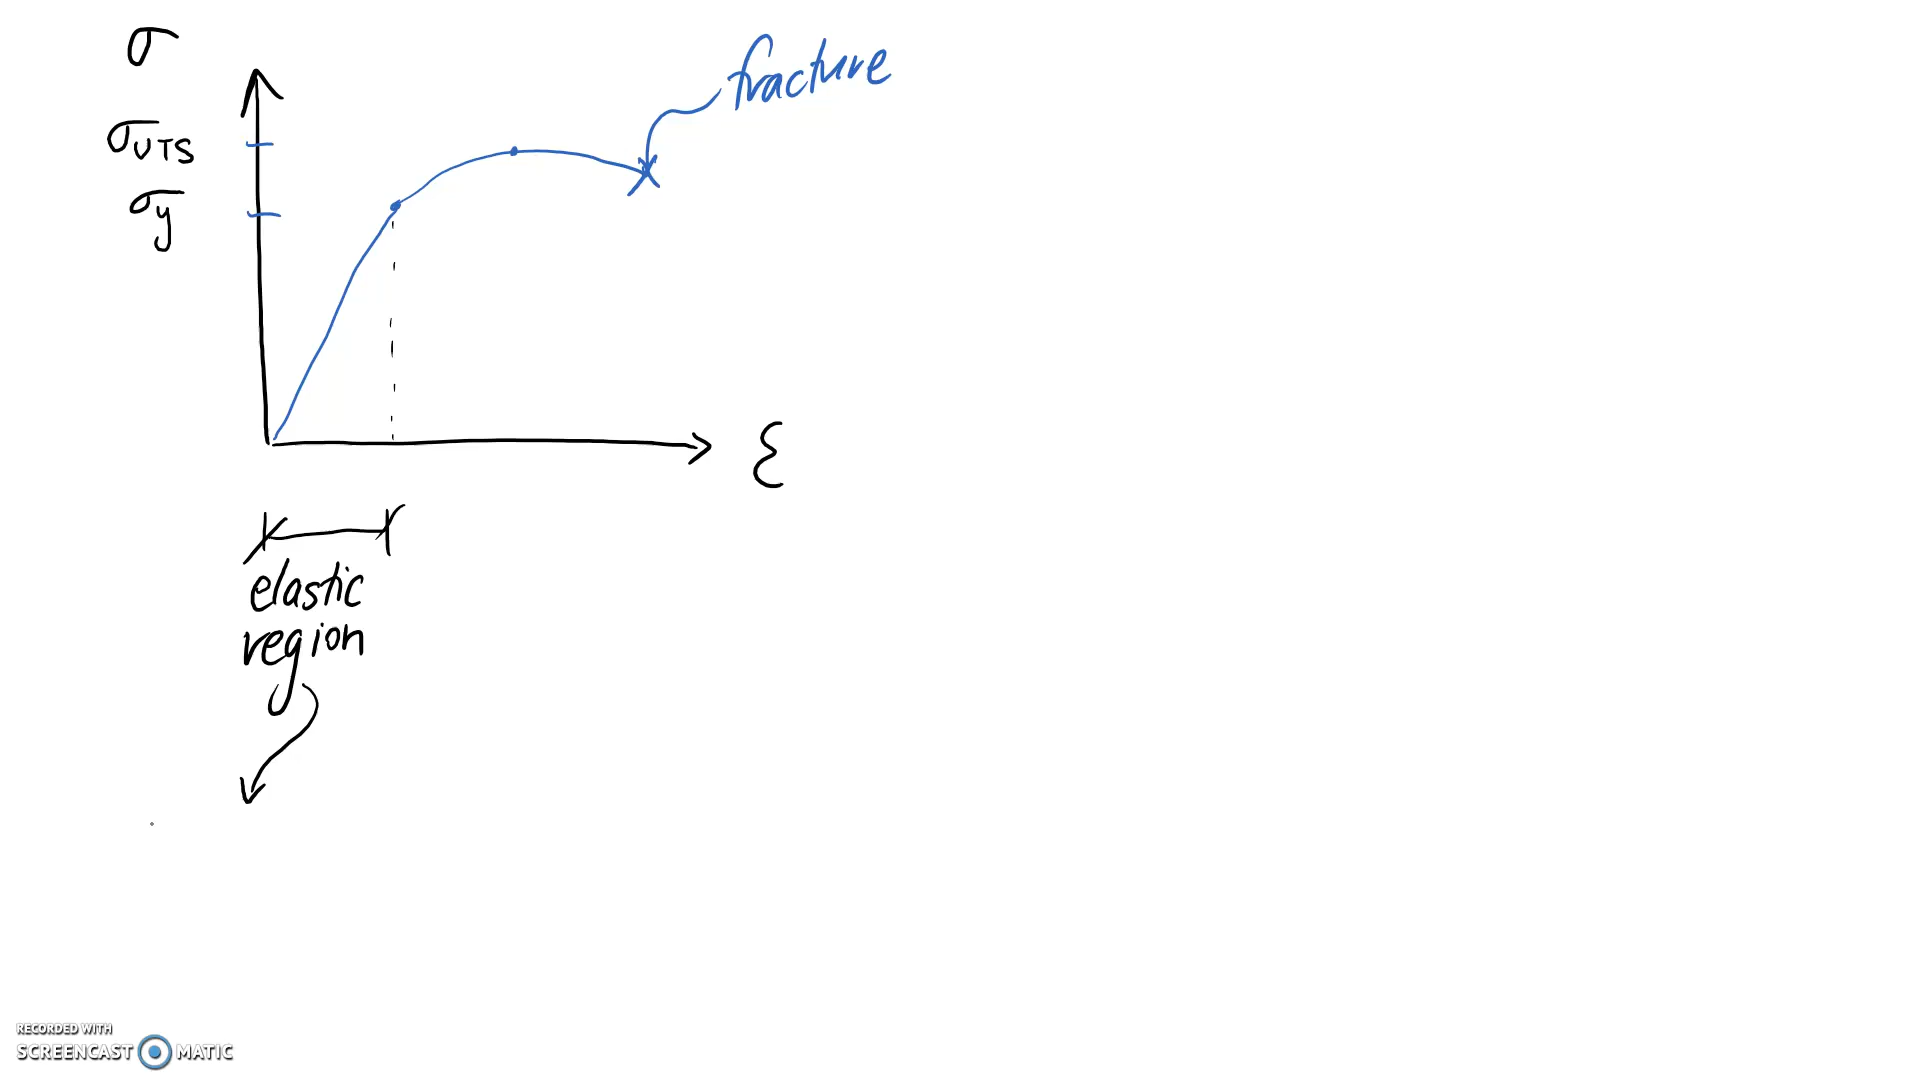 σ
fracture
σUTS
σy
ε
elastic
region
RECORDED WITH
SCREENCAST MATIC